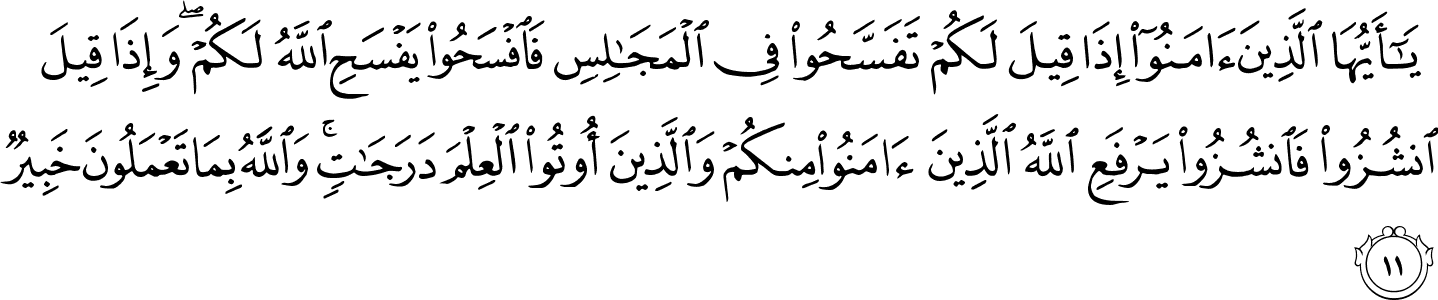 يَـٰٓأَيُّهَا ٱلَّذِينَ ءَامَنُوٓا۟ إِذَا قِيلَ لَكُمْ تَفَسَّحُوا۟ فِى ٱلْمَجَـٰلِسِ فَٱفْسَحُوا۟ يَفْسَحِ ٱللَّهُ لَكُمْ ۖ وَإِذَا قِيلَ
ٱنشُزُوا۟ فَٱنشُزُوا۟ يَرْفَعِ ٱللَّهُ ٱلَّذِينَ ءَامَنُوا۟ مِنكُمْ وَٱلَّذِينَ أُوتُوا۟ ٱلْعِلْمَ دَرَجَـٰتٍ ۚ وَٱللَّهُ بِمَا تَعْمَلُونَ خَبِيرٌ
١١